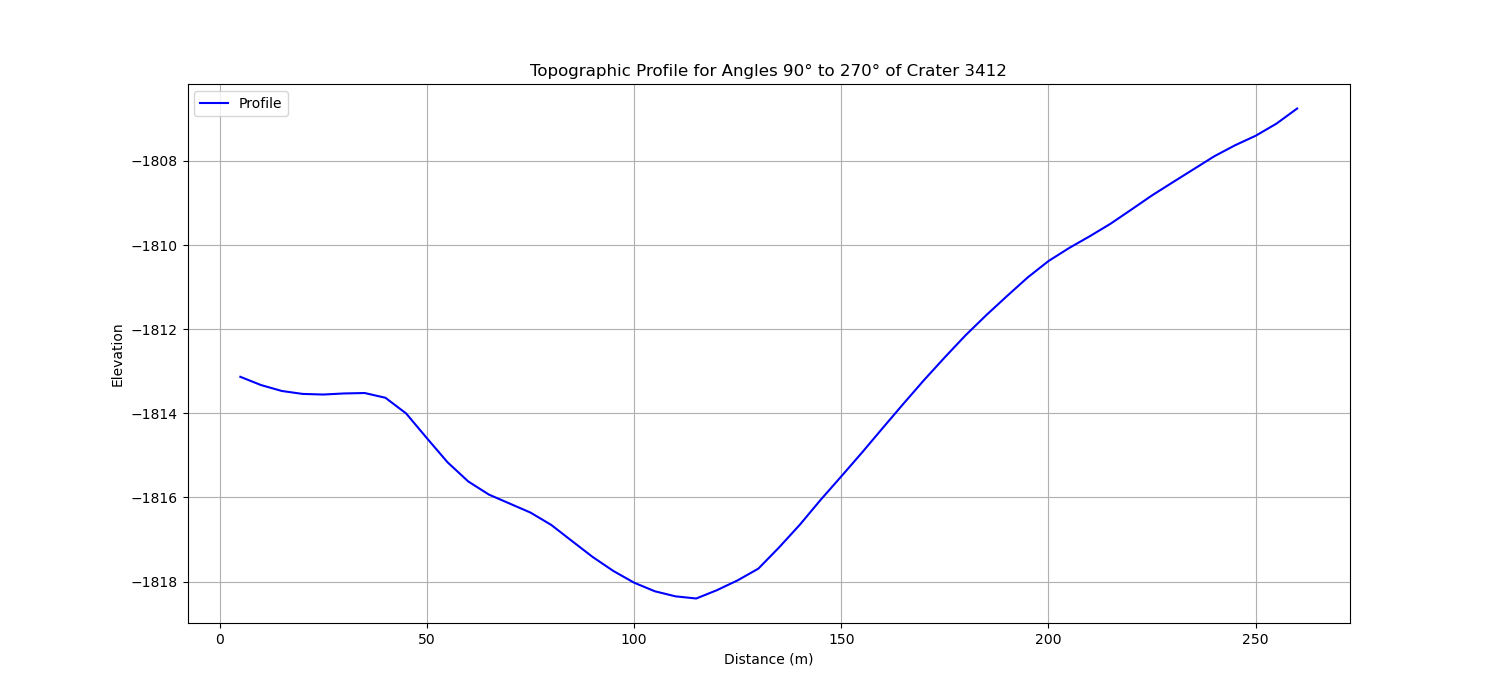 Topographic Profile for Angles 90° to 270° of Crater 3412
Profile
−1808
−1810
−1812
−1814
−1816
−1818
Elevation
0 50 100 150 200 250
Distance (m)